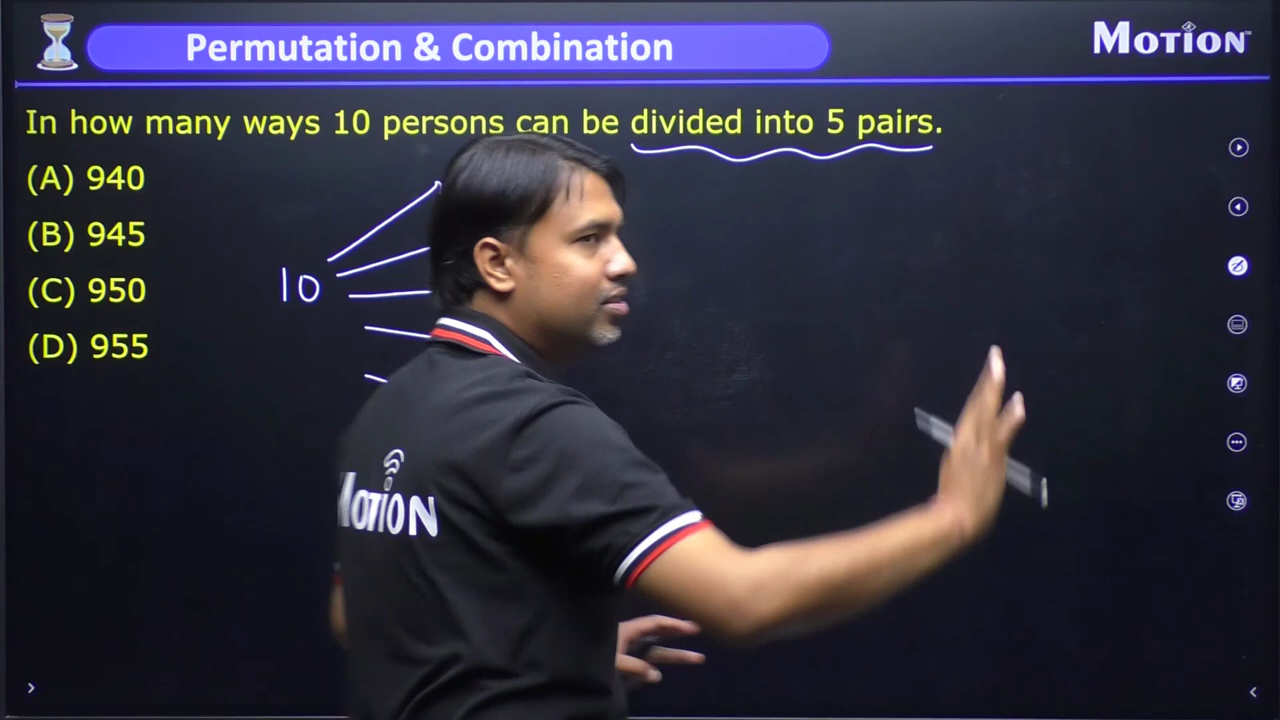 Permutation & Combination
MOTION
In how many ways 10 persons can be divided into 5 pairs.
(A) 940
(B) 945
(C) 950
(D) 955
10
MOTION